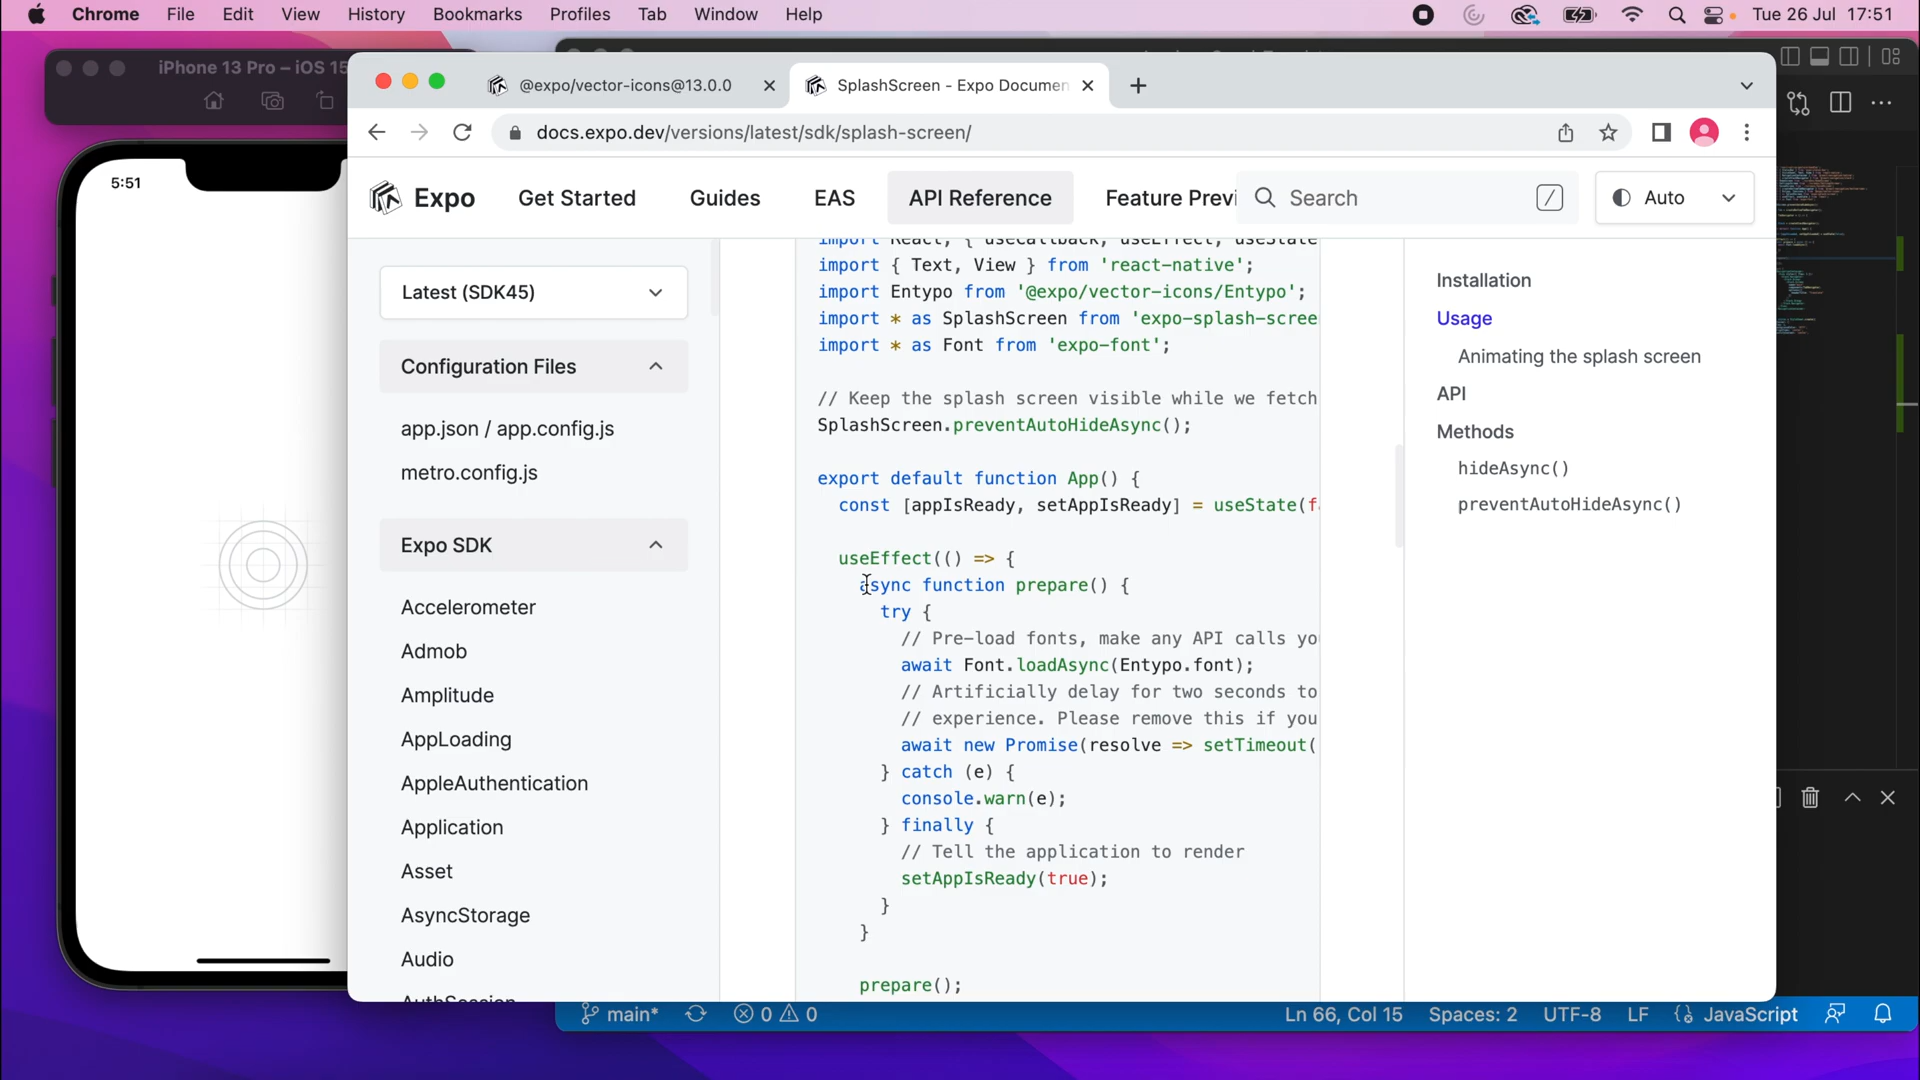 Chrome File Edit View History Bookmarks Profiles Tab Window Help Tue 26 Jul 17:51
iPhone 13 Pro – iOS 15
5:51
@expo/vector-icons@13.0.0
SplashScreen - Expo Documen
docs.expo.dev/versions/latest/sdk/splash-screen/
Expo Get Started Guides EAS API Reference Feature Previ Search / Auto
Latest (SDK45)
Configuration Files
app.json / app.config.js
metro.config.js
Expo SDK
Accelerometer
Admob
Amplitude
AppLoading
AppleAuthentication
Application
Asset
AsyncStorage
Audio
AuthSession
import React, { useCallback, useEffect, useState
import { Text, View } from 'react-native';
import Entypo from '@expo/vector-icons/Entypo';
import * as SplashScreen from 'expo-splash-scree
import * as Font from 'expo-font';
// Keep the splash screen visible while we fetch
SplashScreen.preventAutoHideAsync();
export default function App() {
const [appIsReady, setAppIsReady] = useState(f
useEffect(() => {
async function prepare() {
try {
// Pre-load fonts, make any API calls yo
await Font.loadAsync(Entypo.font);
// Artificially delay for two seconds to
// experience. Please remove this if you
await new Promise(resolve => setTimeout(
} catch (e) {
console.warn(e);
} finally {
// Tell the application to render
setAppIsReady(true);
}
}
prepare();
Installation
Usage
Animating the splash screen
API
Methods
hideAsync()
preventAutoHideAsync()
main* 0 0 Ln 66, Col 15 Spaces: 2 UTF-8 LF JavaScript